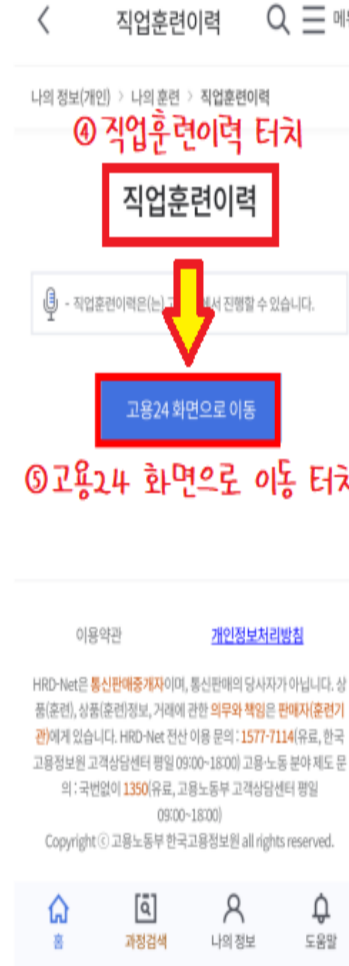 직업훈련이력
나의 정보(개인) > 나의 훈련 > 직업훈련이력
④ 직업훈련이력 터치
직업훈련이력
- 직업훈련이력은(는) 에서 진행할 수 있습니다.
고용24 화면으로 이동
⑤ 고용24 화면으로 이동
이용약관 개인정보처리방침
HRD-Net은 통신판매중개자이며, 통신판매의 당사자가 아닙니다. 상
품(훈련), 상품(훈련)정보, 거래에 관한 의무와 책임은 판매자(훈련기
관)에게 있습니다. HRD-Net 전산 이용 문의 : 1577-7114(유료, 한국
고용정보원 고객상담센터 평일 09:00~18:00) 고용·노동 분야 제도 문
의 : 국번없이 1350(유료, 고용노동부 고객상담센터 평일
09:00~18:00)
Copyright ⓒ 고용노동부 한국고용정보원 all rights reserved.
홈 과정검색 나의 정보 도움말